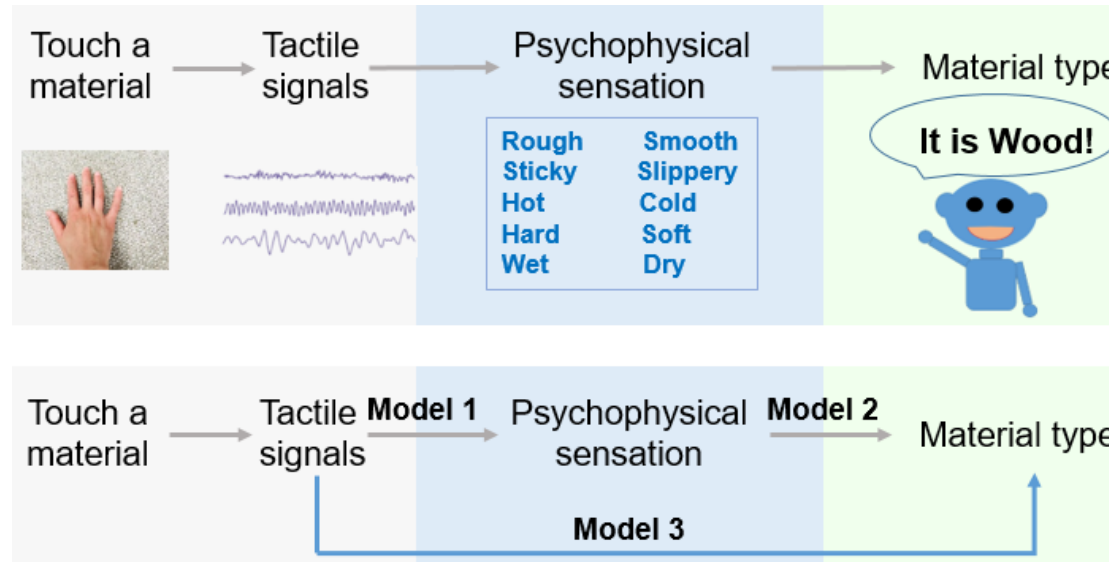 Touch a
material
Tactile
signals
Psychophysical
sensation
Material type
Rough Smooth
Sticky Slippery
Hot Cold
Hard Soft
Wet Dry
It is Wood!
Touch a
material
Tactile
signals
Model 1
Psychophysical
sensation
Model 2
Material type
Model 3